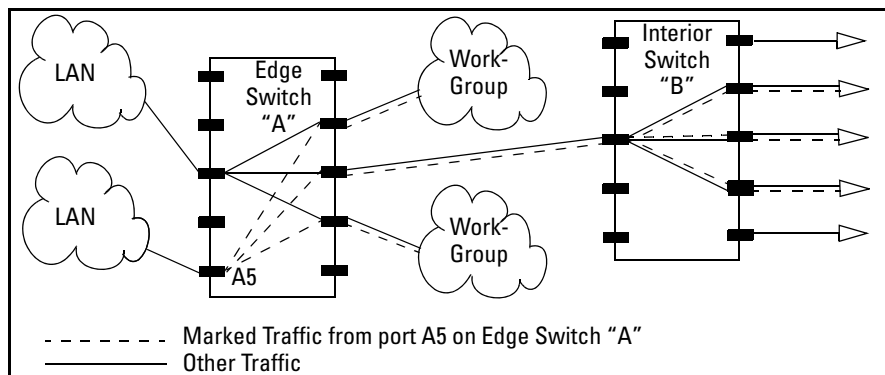 LAN
Edge
Switch
“A”
Work-
Group
Interior
Switch
“B”
LAN
A5
Work-
Group
Marked Traffic from port A5 on Edge Switch “A”
Other Traffic